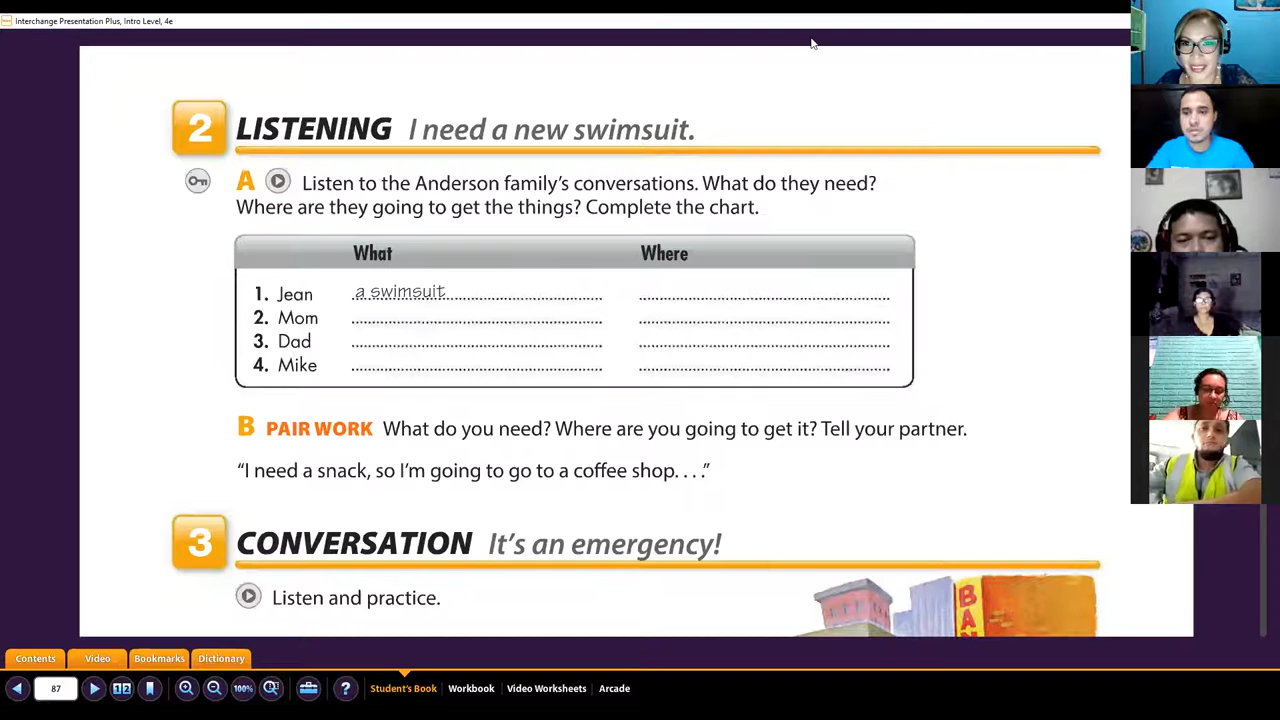 Interchange Presentation Plus, Intro Level, 4e
2 LISTENING I need a new swimsuit.
A Listen to the Anderson family's conversations. What do they need?
Where are they going to get the things? Complete the chart.
What Where
1. Jean a swimsuit
2. Mom
3. Dad
4. Mike
B PAIR WORK What do you need? Where are you going to get it? Tell your partner.
"I need a snack, so I'm going to go to a coffee shop. . . ."
3 CONVERSATION It's an emergency!
Listen and practice.
BAN
Contents Video Bookmarks Dictionary
87 1 2 100% ? Student's Book Workbook Video Worksheets Arcade